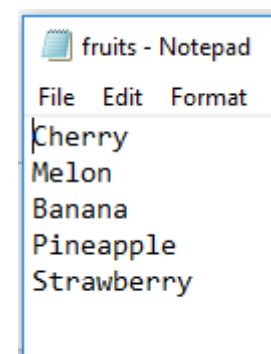 fruits - Notepad
File Edit Format
Cherry
Melon
Banana
Pineapple
Strawberry